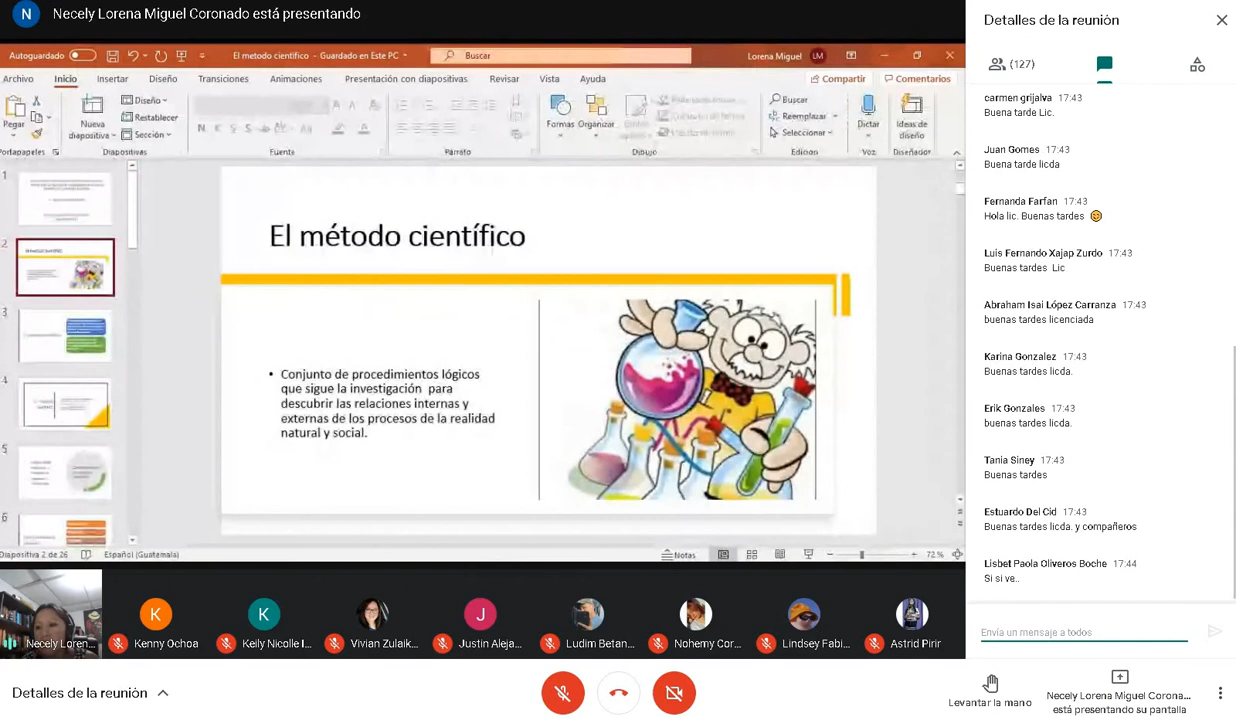 N Necely Lorena Miguel Coronado está presentando
Autoguardado
El metodo cientifico - Guardado en Este PC
Buscar
Lorena Miguel LM
Archivo Inicio Insertar Diseño Transiciones Animaciones Presentación con diapositivas Revisar Vista Ayuda
Compartir Comentarios
Pegar
Nueva
diapositiva
Diseño
Restablecer
Sección
N K S
Formas Organizar
Buscar
Reemplazar
Seleccionar
Dictar
Ideas de
diseño
Portapapeles
Diapositivas
Fuente
Párrafo
Dibujo
Edición
Voz
Diseñador
1
2
3
4
5
6
El método científico
• Conjunto de procedimientos lógicos
que sigue la investigación para
descubrir las relaciones internas y
externas de los procesos de la realidad
natural y social.
Diapositiva 2 de 26 Español (Guatemala)
Notas
72 %
Necely Loren...
K
Kenny Ochoa
K
Keily Nicolle I...
Vivian Zulaik...
J
Justin Aleja...
Ludim Betan...
Nohemy Cor...
Lindsey Fabi...
Astrid Pirir
Detalles de la reunión
(127)
carmen grijalva 17:43
Buena tarde Lic.
Juan Gomes 17:43
Buena tarde licda
Fernanda Farfan 17:43
Hola lic. Buenas tardes 😊
Luis Fernando Xajap Zurdo 17:43
Buenas tardes Lic
Abraham Isai López Carranza 17:43
buenas tardes licenciada
Karina Gonzalez 17:43
Buenas tardes licda.
Erik Gonzales 17:43
buenas tardes licda.
Tania Siney 17:43
Buenas tardes
Estuardo Del Cid 17:43
Buenas tardes licda. y compañeros
Lisbet Paola Oliveros Boche 17:44
Si si ve..
Envía un mensaje a todos
Detalles de la reunión
Levantar la mano
Necely Lorena Miguel Corona...
está presentando su pantalla